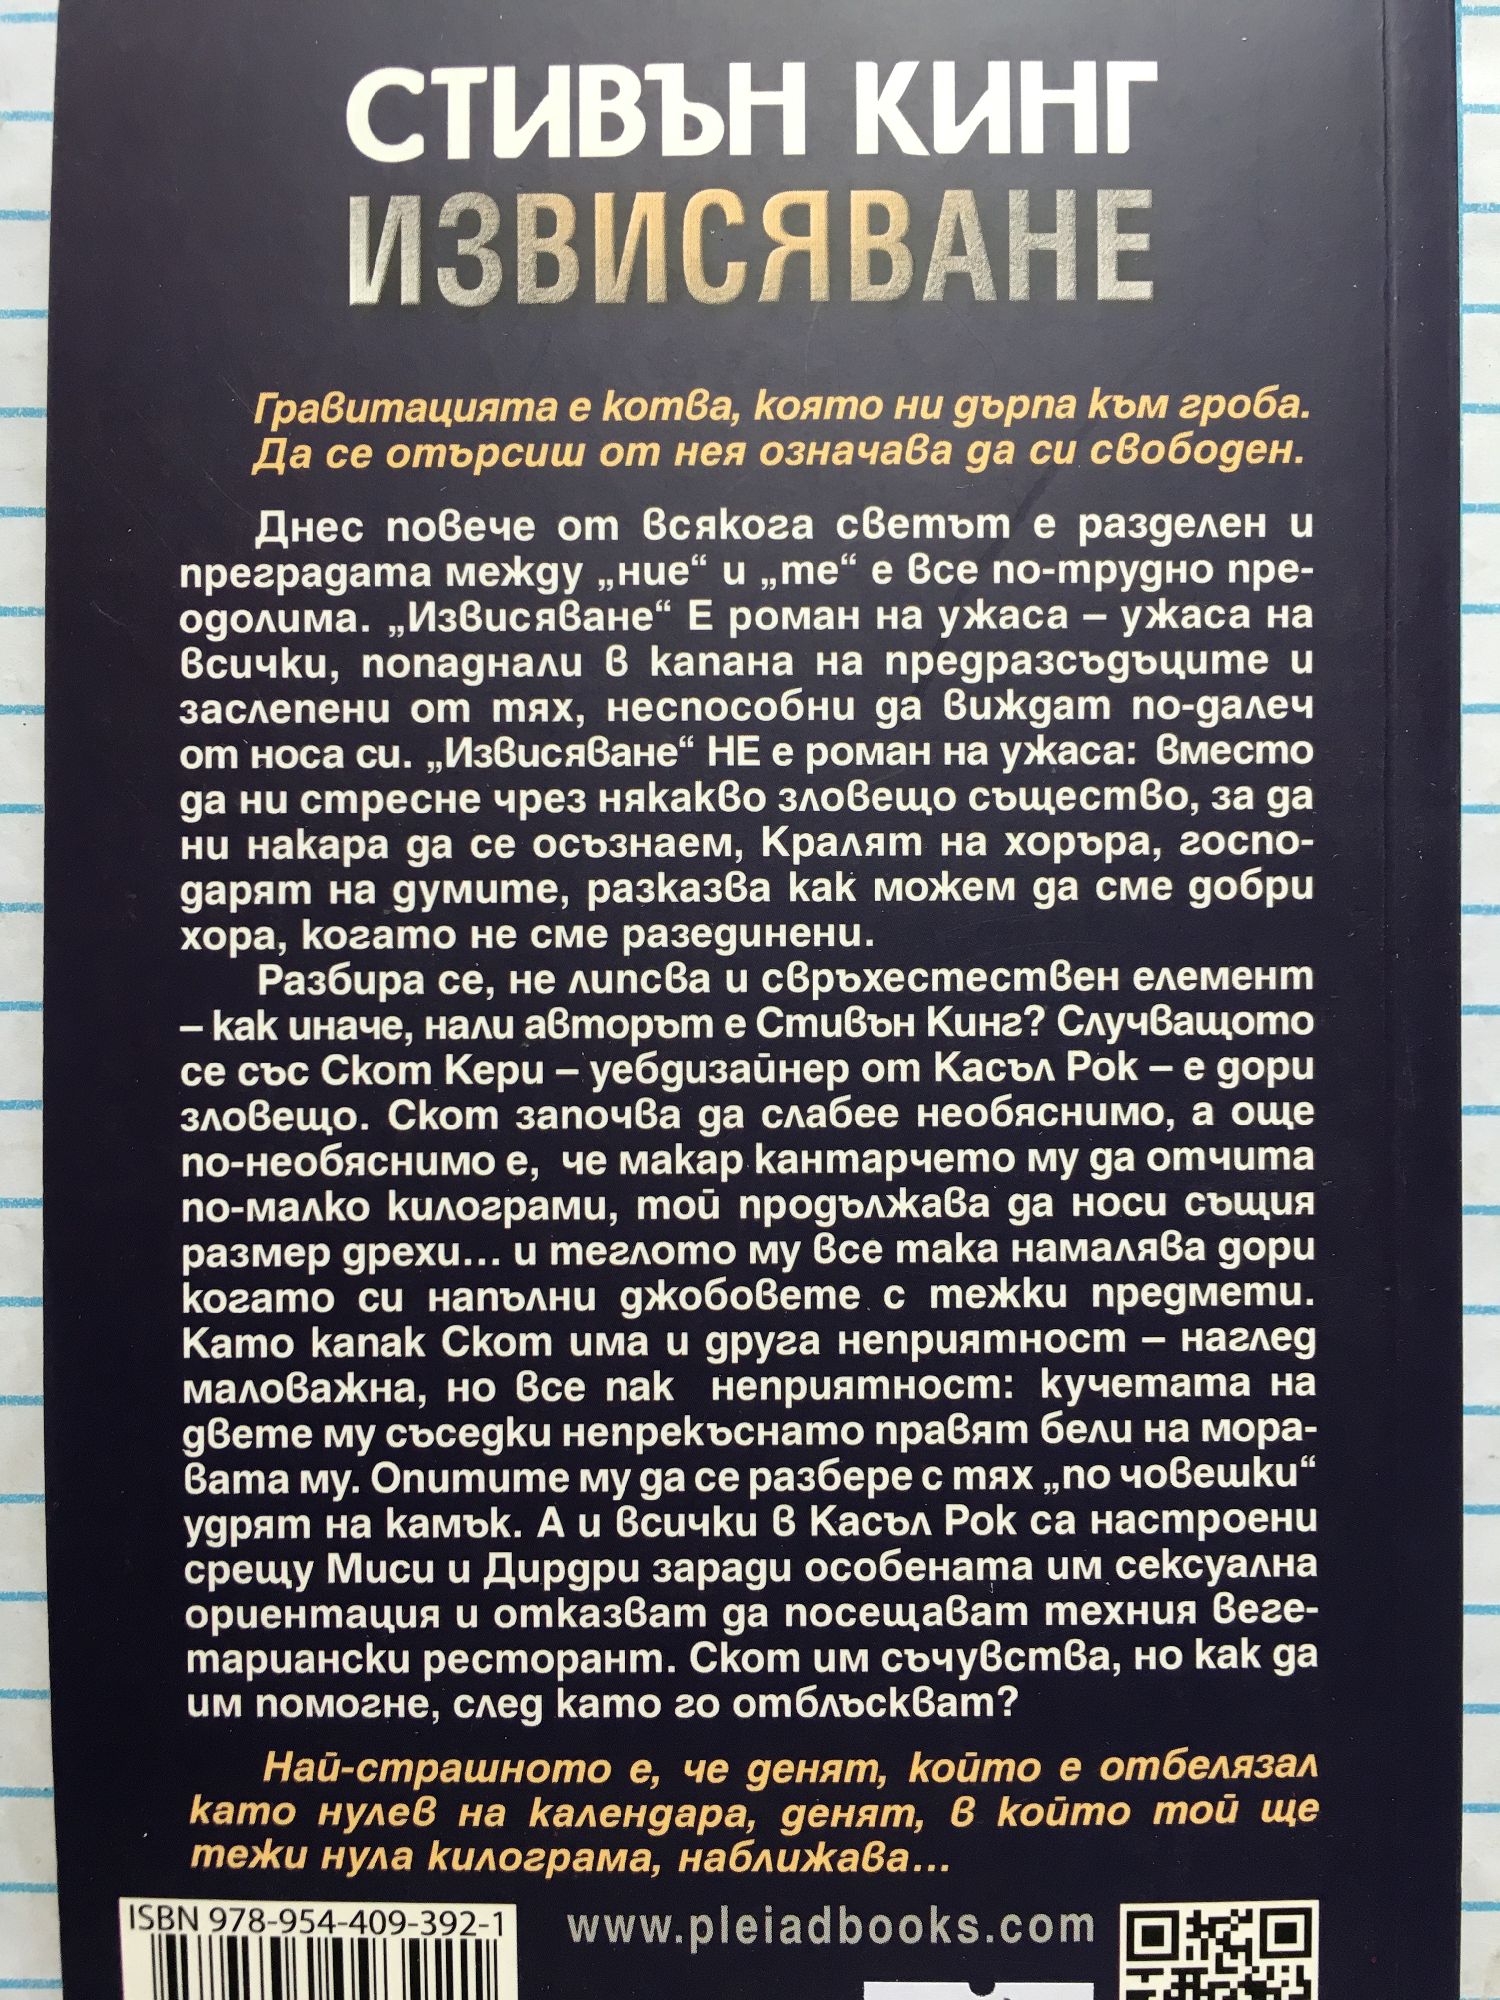 СТИВЪН КИНГ
ИЗВИСЯВАНЕ
Гравитацията е котва, която ни дърпа към гроба.
Да се отърсиш от нея означава да си свободен.
Днес повече от всякога светът е разделен и
преградата между „ние“ и „те“ е все по-трудно пре-
одолима. „Извисяване“ Е роман на ужаса – ужаса на
всички, попаднали в капана на предразсъдъците и
заслепени от тях, неспособни да виждат по-далеч
от носа си. „Извисяване“ НЕ е роман на ужаса: вместо
да ни стресне чрез някакво зловещо същество, за да
ни накара да се осъзнаем, Кралят на хоръра, госпо-
дарят на думите, разказва как можем да сме добри
хора, когато не сме разединени.
Разбира се, не липсва и свръхестествен елемент
– как иначе, нали авторът е Стивън Кинг? Случващото
се със Скот Кери – уебдизайнер от Касъл Рок – е дори
зловещо. Скот започва да слабее необяснимо, а още
по-необяснимо е, че макар кантарчето му да отчита
по-малко килограми, той продължава да носи същия
размер дрехи... и теглото му все така намалява дори
когато си напълни джобовете с тежки предмети.
Като капак Скот има и друга неприятност – наглед
маловажна, но все пак неприятност: кучетата на
двете му съседки непрекъснато правят бели на мора-
вата му. Опитите му да се разбере с тях „по човешки“
удрят на камък. А и всички в Касъл Рок са настроени
срещу Миси и Дирдри заради особената им сексуална
ориентация и отказват да посещават техния веге-
тариански ресторант. Скот им съчувства, но как да
им помогне, след като го отблъскват?
Най-страшното е, че денят, който е отбелязал
като нулев на календара, денят, в който той ще
тежи нула килограма, наближава...
ISBN 978-954-409-392-1
www.pleiadbooks.com